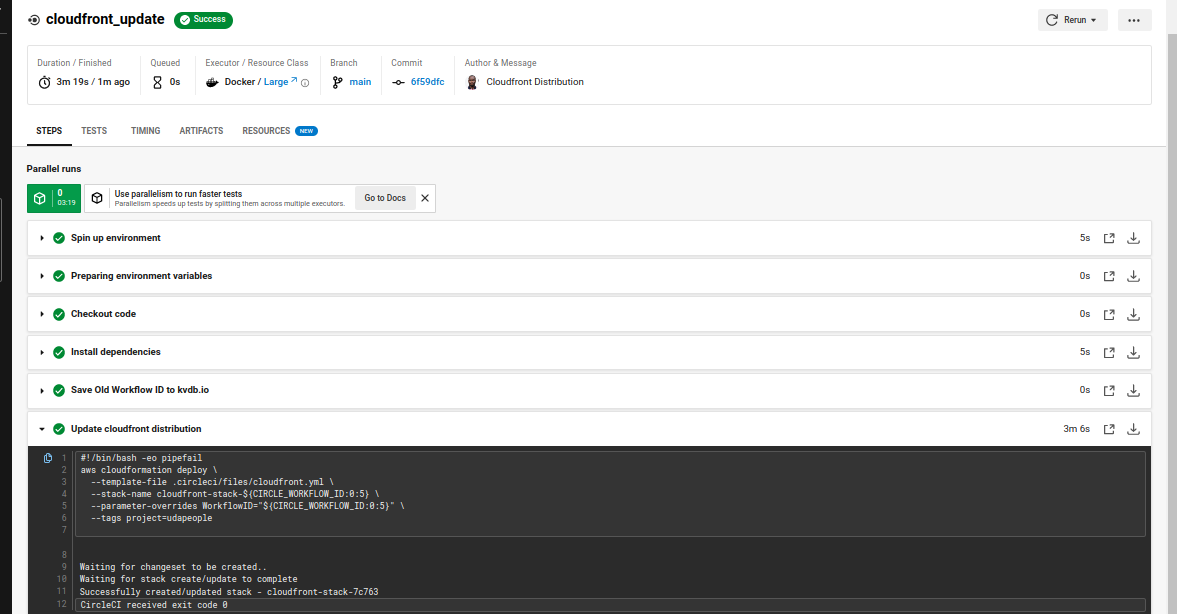 cloudfront_update Success Rerun
Duration / Finished Queued Executor / Resource Class Branch Commit Author & Message
3m 19s / 1m ago 0s Docker / Large main 6f59dfc Cloudfront Distribution
STEPS TESTS TIMING ARTIFACTS RESOURCES NEW
Parallel runs
0
03:19
Use parallelism to run faster tests
Parallelism speeds up tests by splitting them across multiple executors.
Go to Docs
Spin up environment 5s
Preparing environment variables 0s
Checkout code 0s
Install dependencies 5s
Save Old Workflow ID to kvdb.io 0s
Update cloudfront distribution 3m 6s
1 #!/bin/bash -eo pipefail
2 aws cloudformation deploy \
3 --template-file .circleci/files/cloudfront.yml \
4 --stack-name cloudfront-stack-${CIRCLE_WORKFLOW_ID:0:5} \
5 --parameter-overrides WorkflowID="${CIRCLE_WORKFLOW_ID:0:5}" \
6 --tags project=udapeople
7
8
9 Waiting for changeset to be created..
10 Waiting for stack create/update to complete
11 Successfully created/updated stack - cloudfront-stack-7c763
12 CircleCI received exit code 0